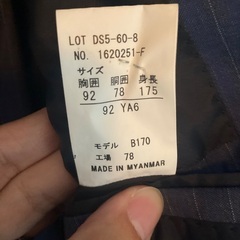 LOT DS5-60-8
NO. 1620251-F
サイズ
胸囲 胴囲 身長
92 78 175
92 YA6
モデル B170
工場 78
MADE IN MYANMAR